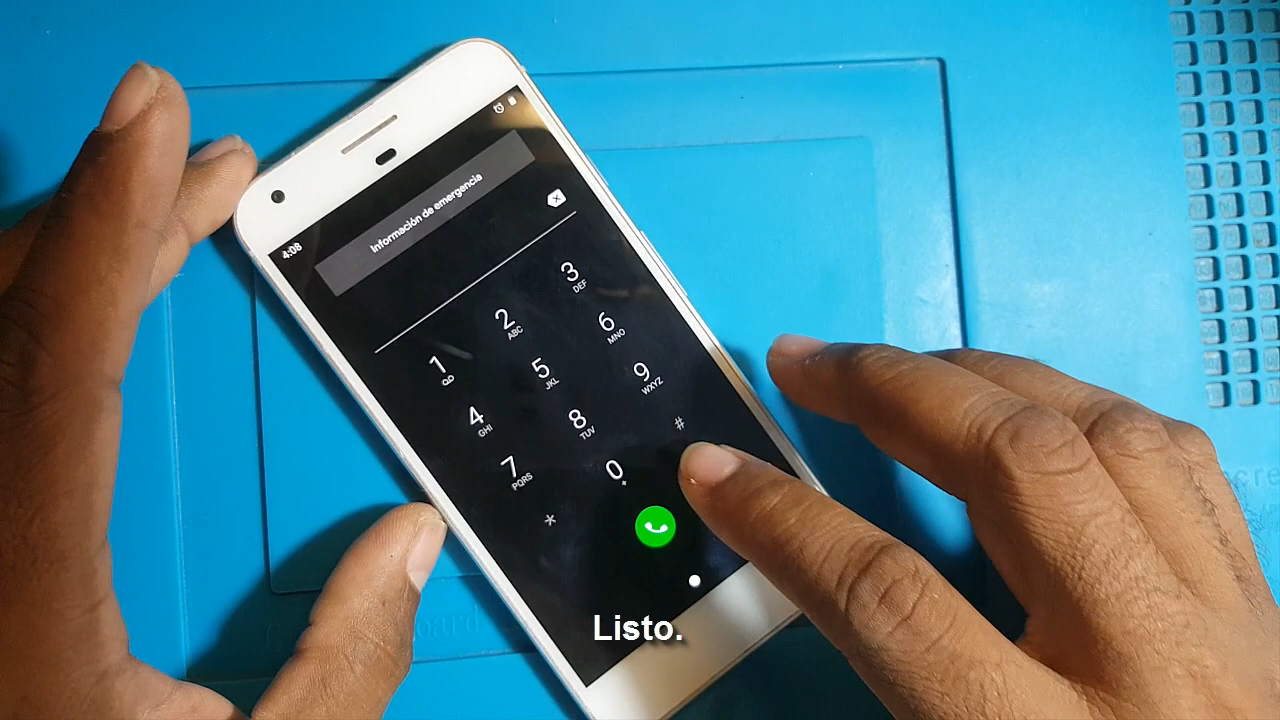 4:08
Información de emergencia
1
2
ABC
3
DEF
4
GHI
5
JKL
6
MNO
7
PQRS
8
TUV
9
WXYZ
*
0
+
#
Listo.